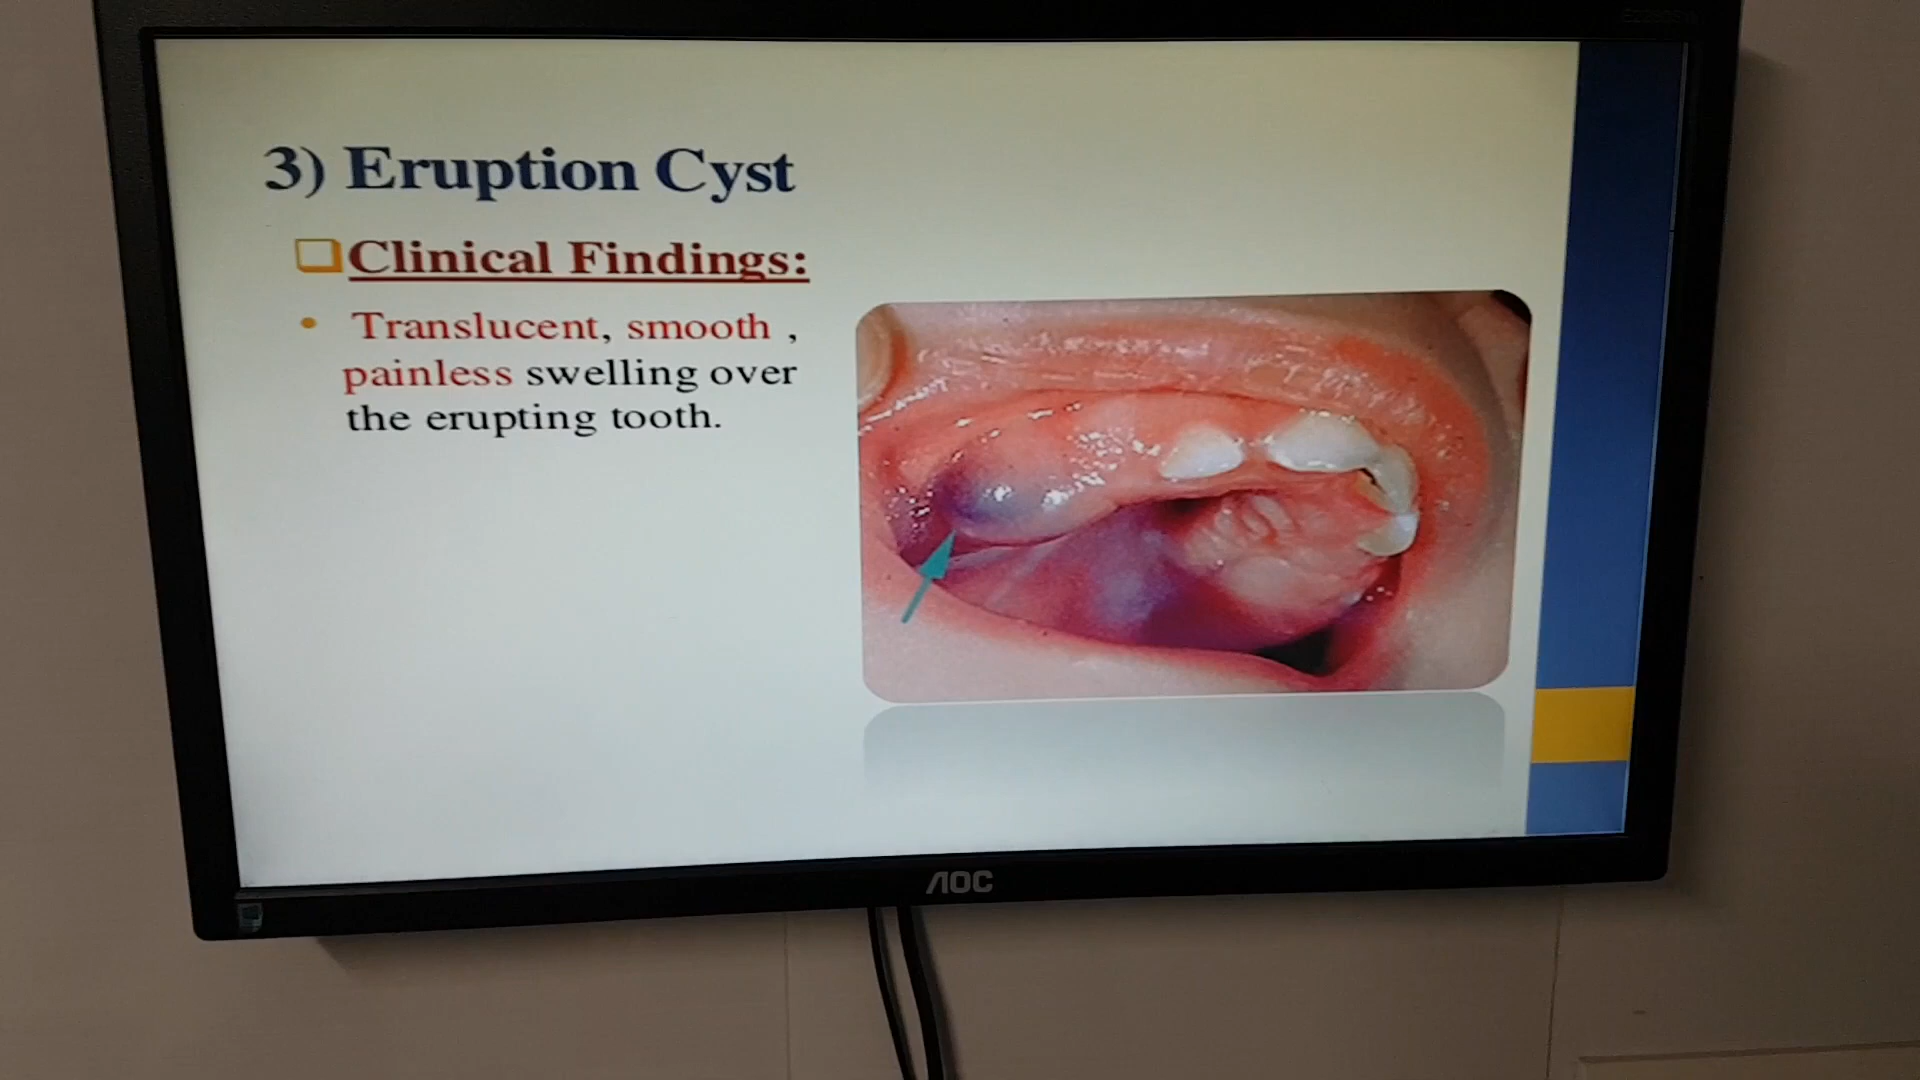 3) Eruption Cyst
Clinical Findings:
• Translucent, smooth ,
painless swelling over
the erupting tooth.
AOC